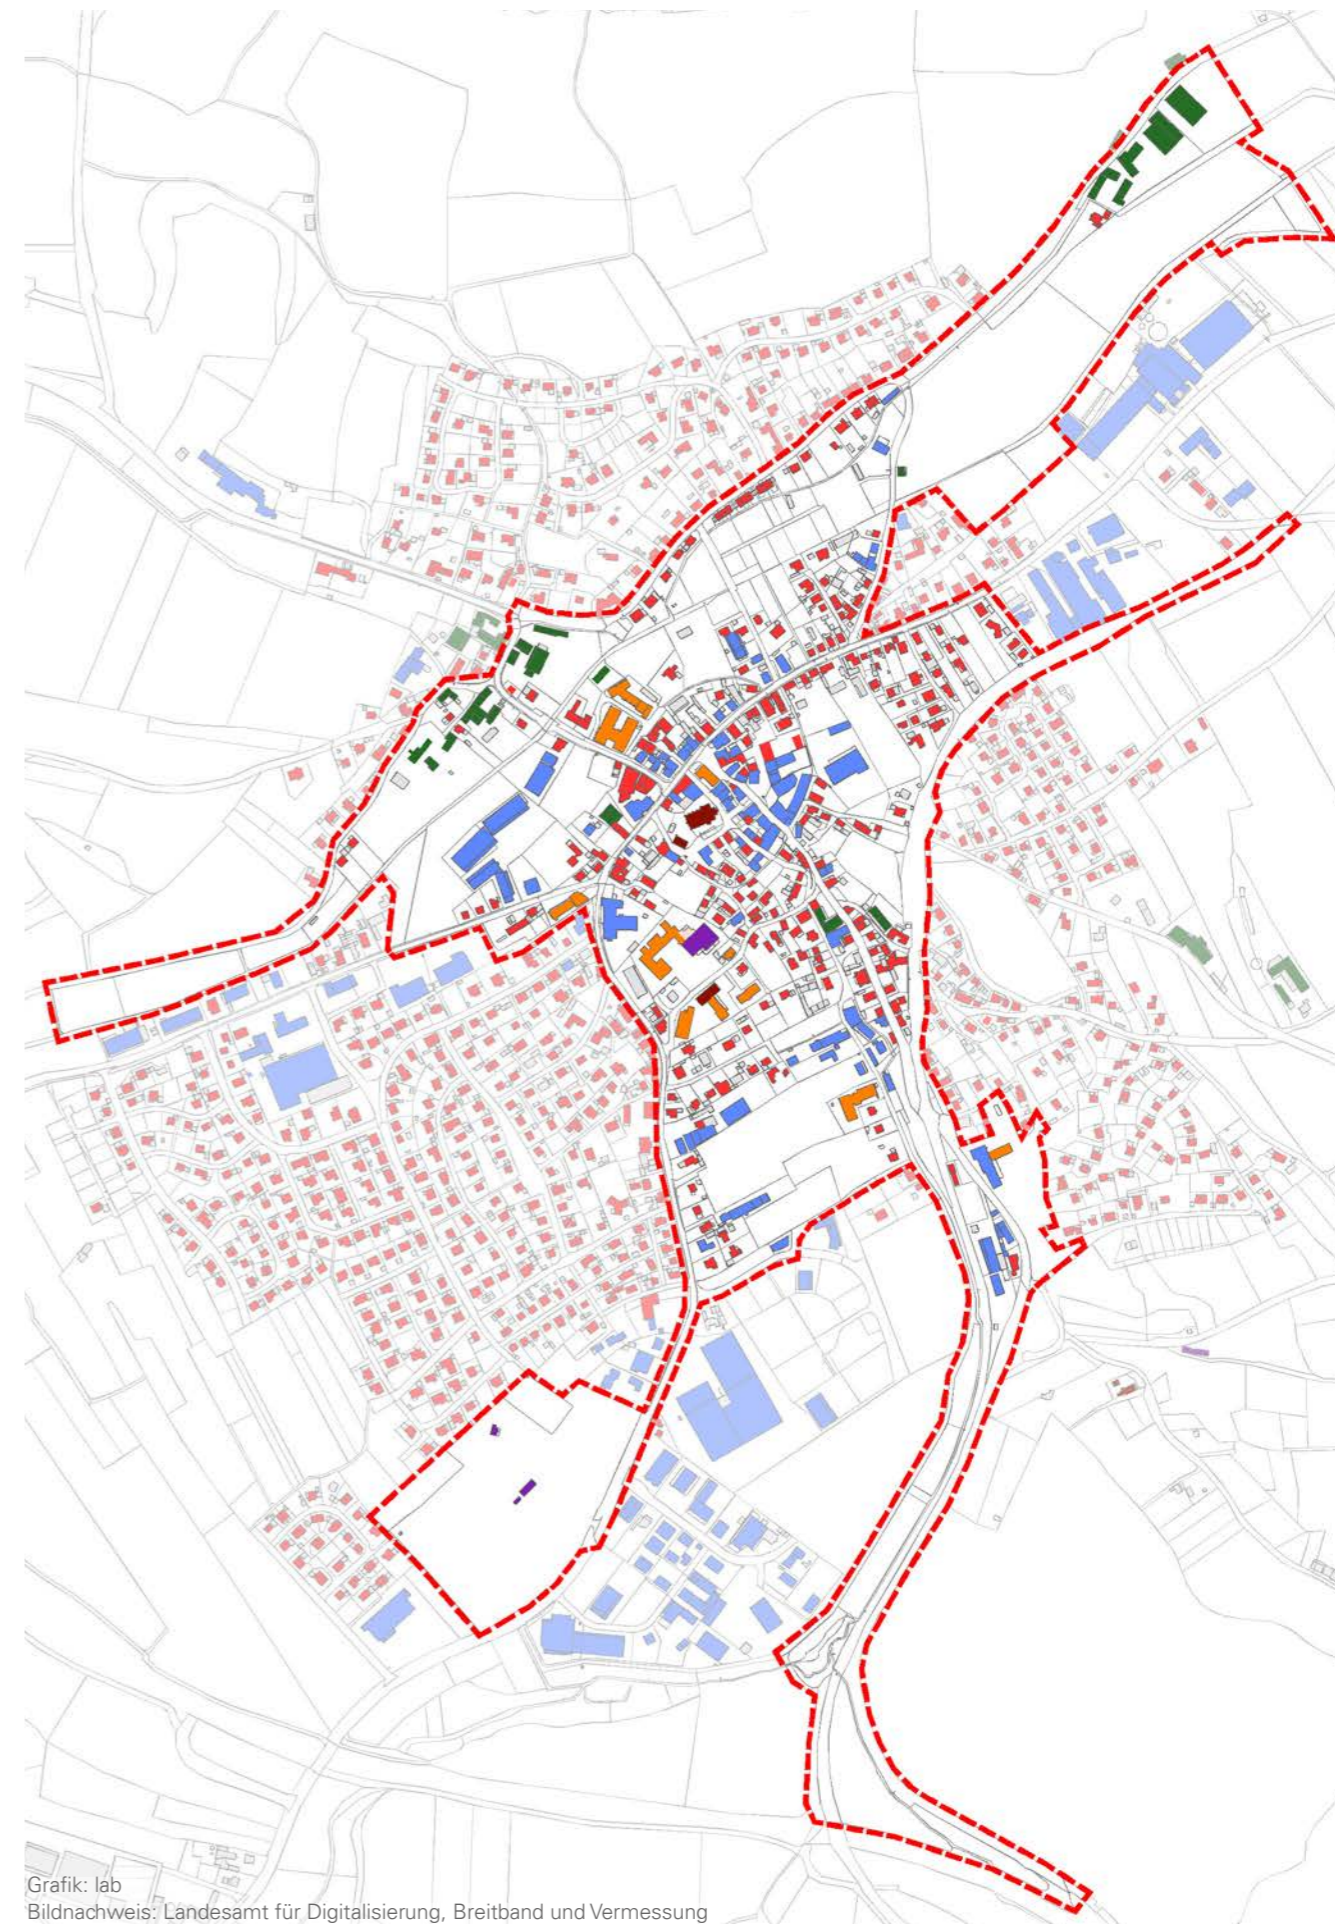 Grafik: lab
Bildnachweis: Landesamt für Digitalisierung, Breitband und Vermessung